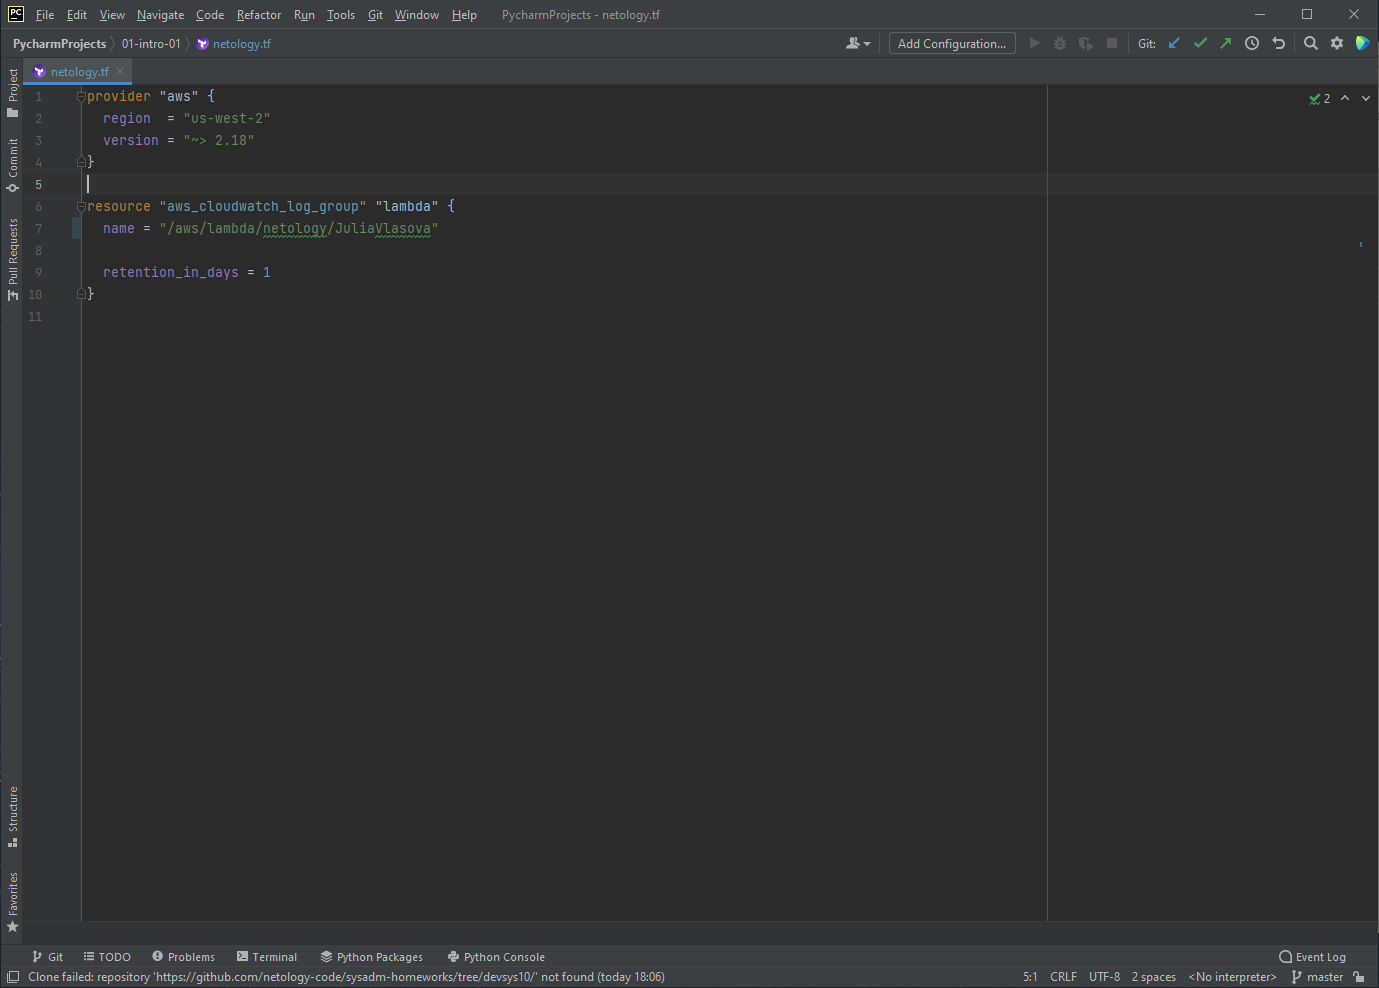 PC File Edit View Navigate Code Refactor Run Tools Git Window Help PycharmProjects - netology.tf
PycharmProjects 01-intro-01 netology.tf Add Configuration... Git:
netology.tf
1 provider "aws" {
2   region  = "us-west-2"
3   version = "~> 2.18"
4 }
5
6 resource "aws_cloudwatch_log_group" "lambda" {
7   name = "/aws/lambda/netology/JuliaVlasova"
8
9   retention_in_days = 1
10 }
11
2
Project
Commit
Pull Requests
Structure
Favorites
Git TODO Problems Terminal Python Packages Python Console Event Log
Clone failed: repository 'https://github.com/netology-code/sysadm-homeworks/tree/devsys10/' not found (today 18:06) 5:1 CRLF UTF-8 2 spaces <No interpreter> master